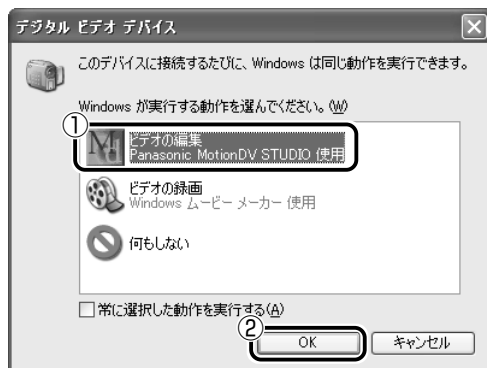 デジタル ビデオ デバイス
このデバイスに接続するたびに、Windows は同じ動作を実行できます。
Windows が実行する動作を選んでください。(W)
①
ビデオの編集
Panasonic MotionDV STUDIO 使用
ビデオの録画
Windows ムービー メーカー 使用
何もしない
常に選択した動作を実行する(A)
②
OK キャンセル